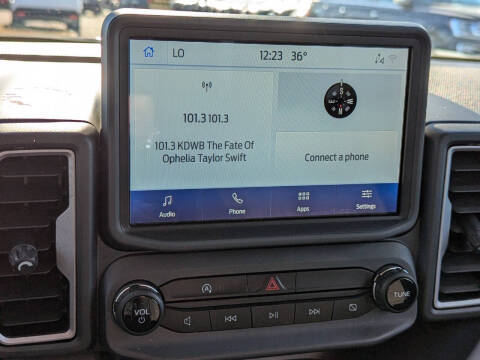 LO 12:23 36°
101.3 101.3
101.3 KDWB The Fate Of
Ophelia Taylor Swift
Connect a phone
Audio Phone Apps Settings
VOL
TUNE